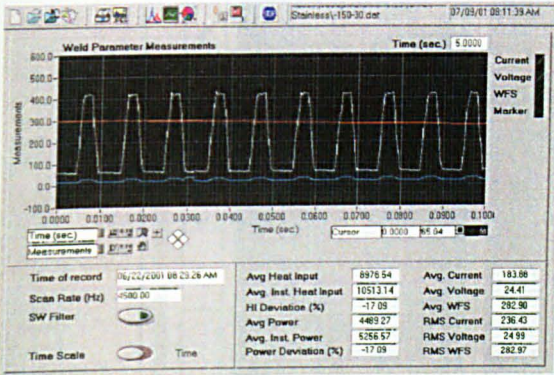 Stainless\-150-30.dat
07/09/01 09:11:39 AM
Weld Parameter Measurements
Time (sec.) 5.0000
Current
Voltage
WFS
Marker
Measurements
600.0
500.0
400.0
300.0
200.0
100.0
0.0
-100.0
0.0000 0.0100 0.0200 0.0300 0.0400 0.0500 0.0600 0.0700 0.0800 0.0900 0.1000
Time (sec.)
Time (sec.)
Measurements
Cursor 0.0000 65.04
Time of record 06/22/2001 08:29:26 AM
Scan Rate (Hz) 4500.00
SW Filter
Time Scale Time
Avg Heat Input 8978.54
Avg. Inst. Heat Input 10513.14
HI Deviation (%) -17.09
Avg Power 4489.27
Avg. Inst. Power 5256.57
Power Deviation (%) -17.09
Avg. Current 183.88
Avg. Voltage 24.41
Avg. WFS 282.90
RMS Current 236.43
RMS Voltage 24.99
RMS WFS 282.97